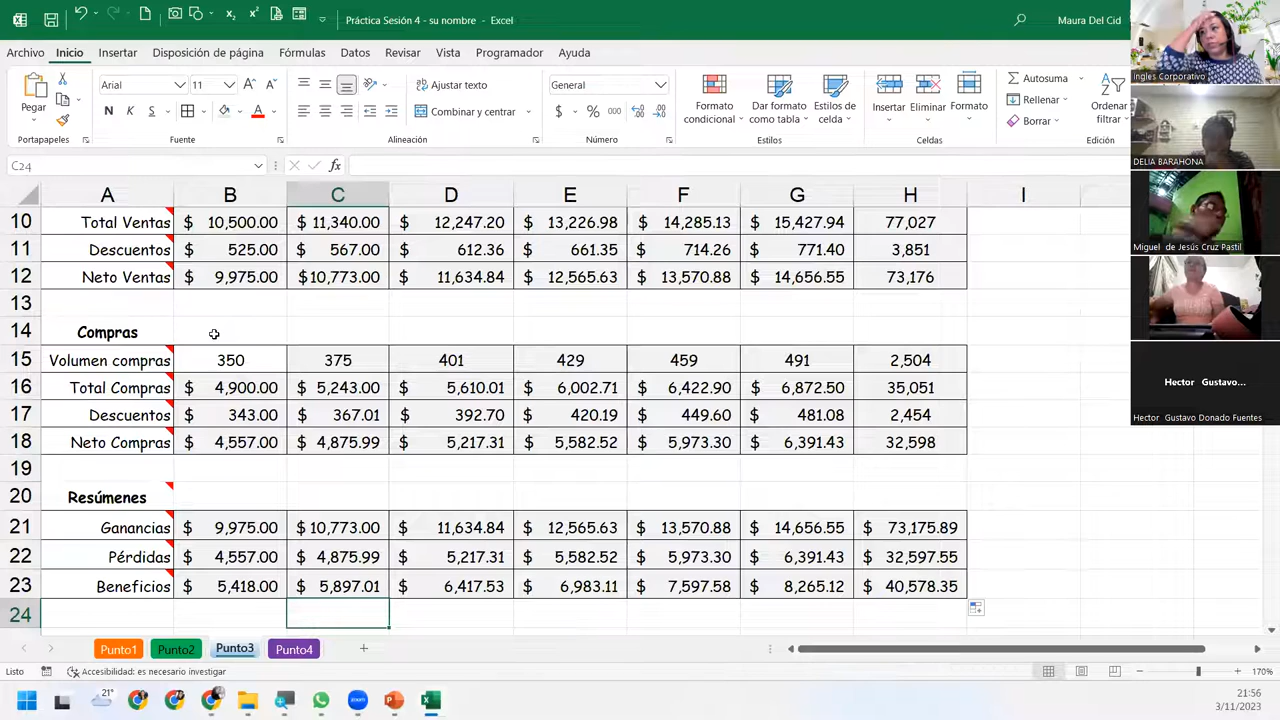 Práctica Sesión 4 - su nombre - Excel
Maura Del Cid
Archivo Inicio Insertar Disposición de página Fórmulas Datos Revisar Vista Programador Ayuda
Pegar
Arial 11
N K S
A A
ab Ajustar texto
Combinar y centrar
General
$ % 000
Formato condicional
Dar formato como tabla
Estilos de celda
Insertar
Eliminar
Formato
Autosuma
Rellenar
Borrar
Ordenar filtrar
Portapapeles Fuente Alineación Número Estilos Celdas Edición
C24
fx
A B C D E F G H I
10 Total Ventas $ 10,500.00 $ 11,340.00 $ 12,247.20 $ 13,226.98 $ 14,285.13 $ 15,427.94 77,027
11 Descuentos $ 525.00 $ 567.00 $ 612.36 $ 661.35 $ 714.26 $ 771.40 3,851
12 Neto Ventas $ 9,975.00 $10,773.00 $ 11,634.84 $ 12,565.63 $ 13,570.88 $ 14,656.55 73,176
13
14 Compras
15 Volumen compras 350 375 401 429 459 491 2,504
16 Total Compras $ 4,900.00 $ 5,243.00 $ 5,610.01 $ 6,002.71 $ 6,422.90 $ 6,872.50 35,051
17 Descuentos $ 343.00 $ 367.01 $ 392.70 $ 420.19 $ 449.60 $ 481.08 2,454
18 Neto Compras $ 4,557.00 $ 4,875.99 $ 5,217.31 $ 5,582.52 $ 5,973.30 $ 6,391.43 32,598
19
20 Resúmenes
21 Ganancias $ 9,975.00 $10,773.00 $ 11,634.84 $ 12,565.63 $ 13,570.88 $ 14,656.55 $ 73,175.89
22 Pérdidas $ 4,557.00 $ 4,875.99 $ 5,217.31 $ 5,582.52 $ 5,973.30 $ 6,391.43 $ 32,597.55
23 Beneficios $ 5,418.00 $ 5,897.01 $ 6,417.53 $ 6,983.11 $ 7,597.58 $ 8,265.12 $ 40,578.35
24
Punto1 Punto2 Punto3 Punto4
Listo
Accesibilidad: es necesario investigar
170%
21°
zoom
21:56
3/11/2023
Ingles Corporativo
DELIA BARAHONA
Miguel de Jesús Cruz Pastil
Hector Gustavo...
Hector Gustavo Donado Fuentes